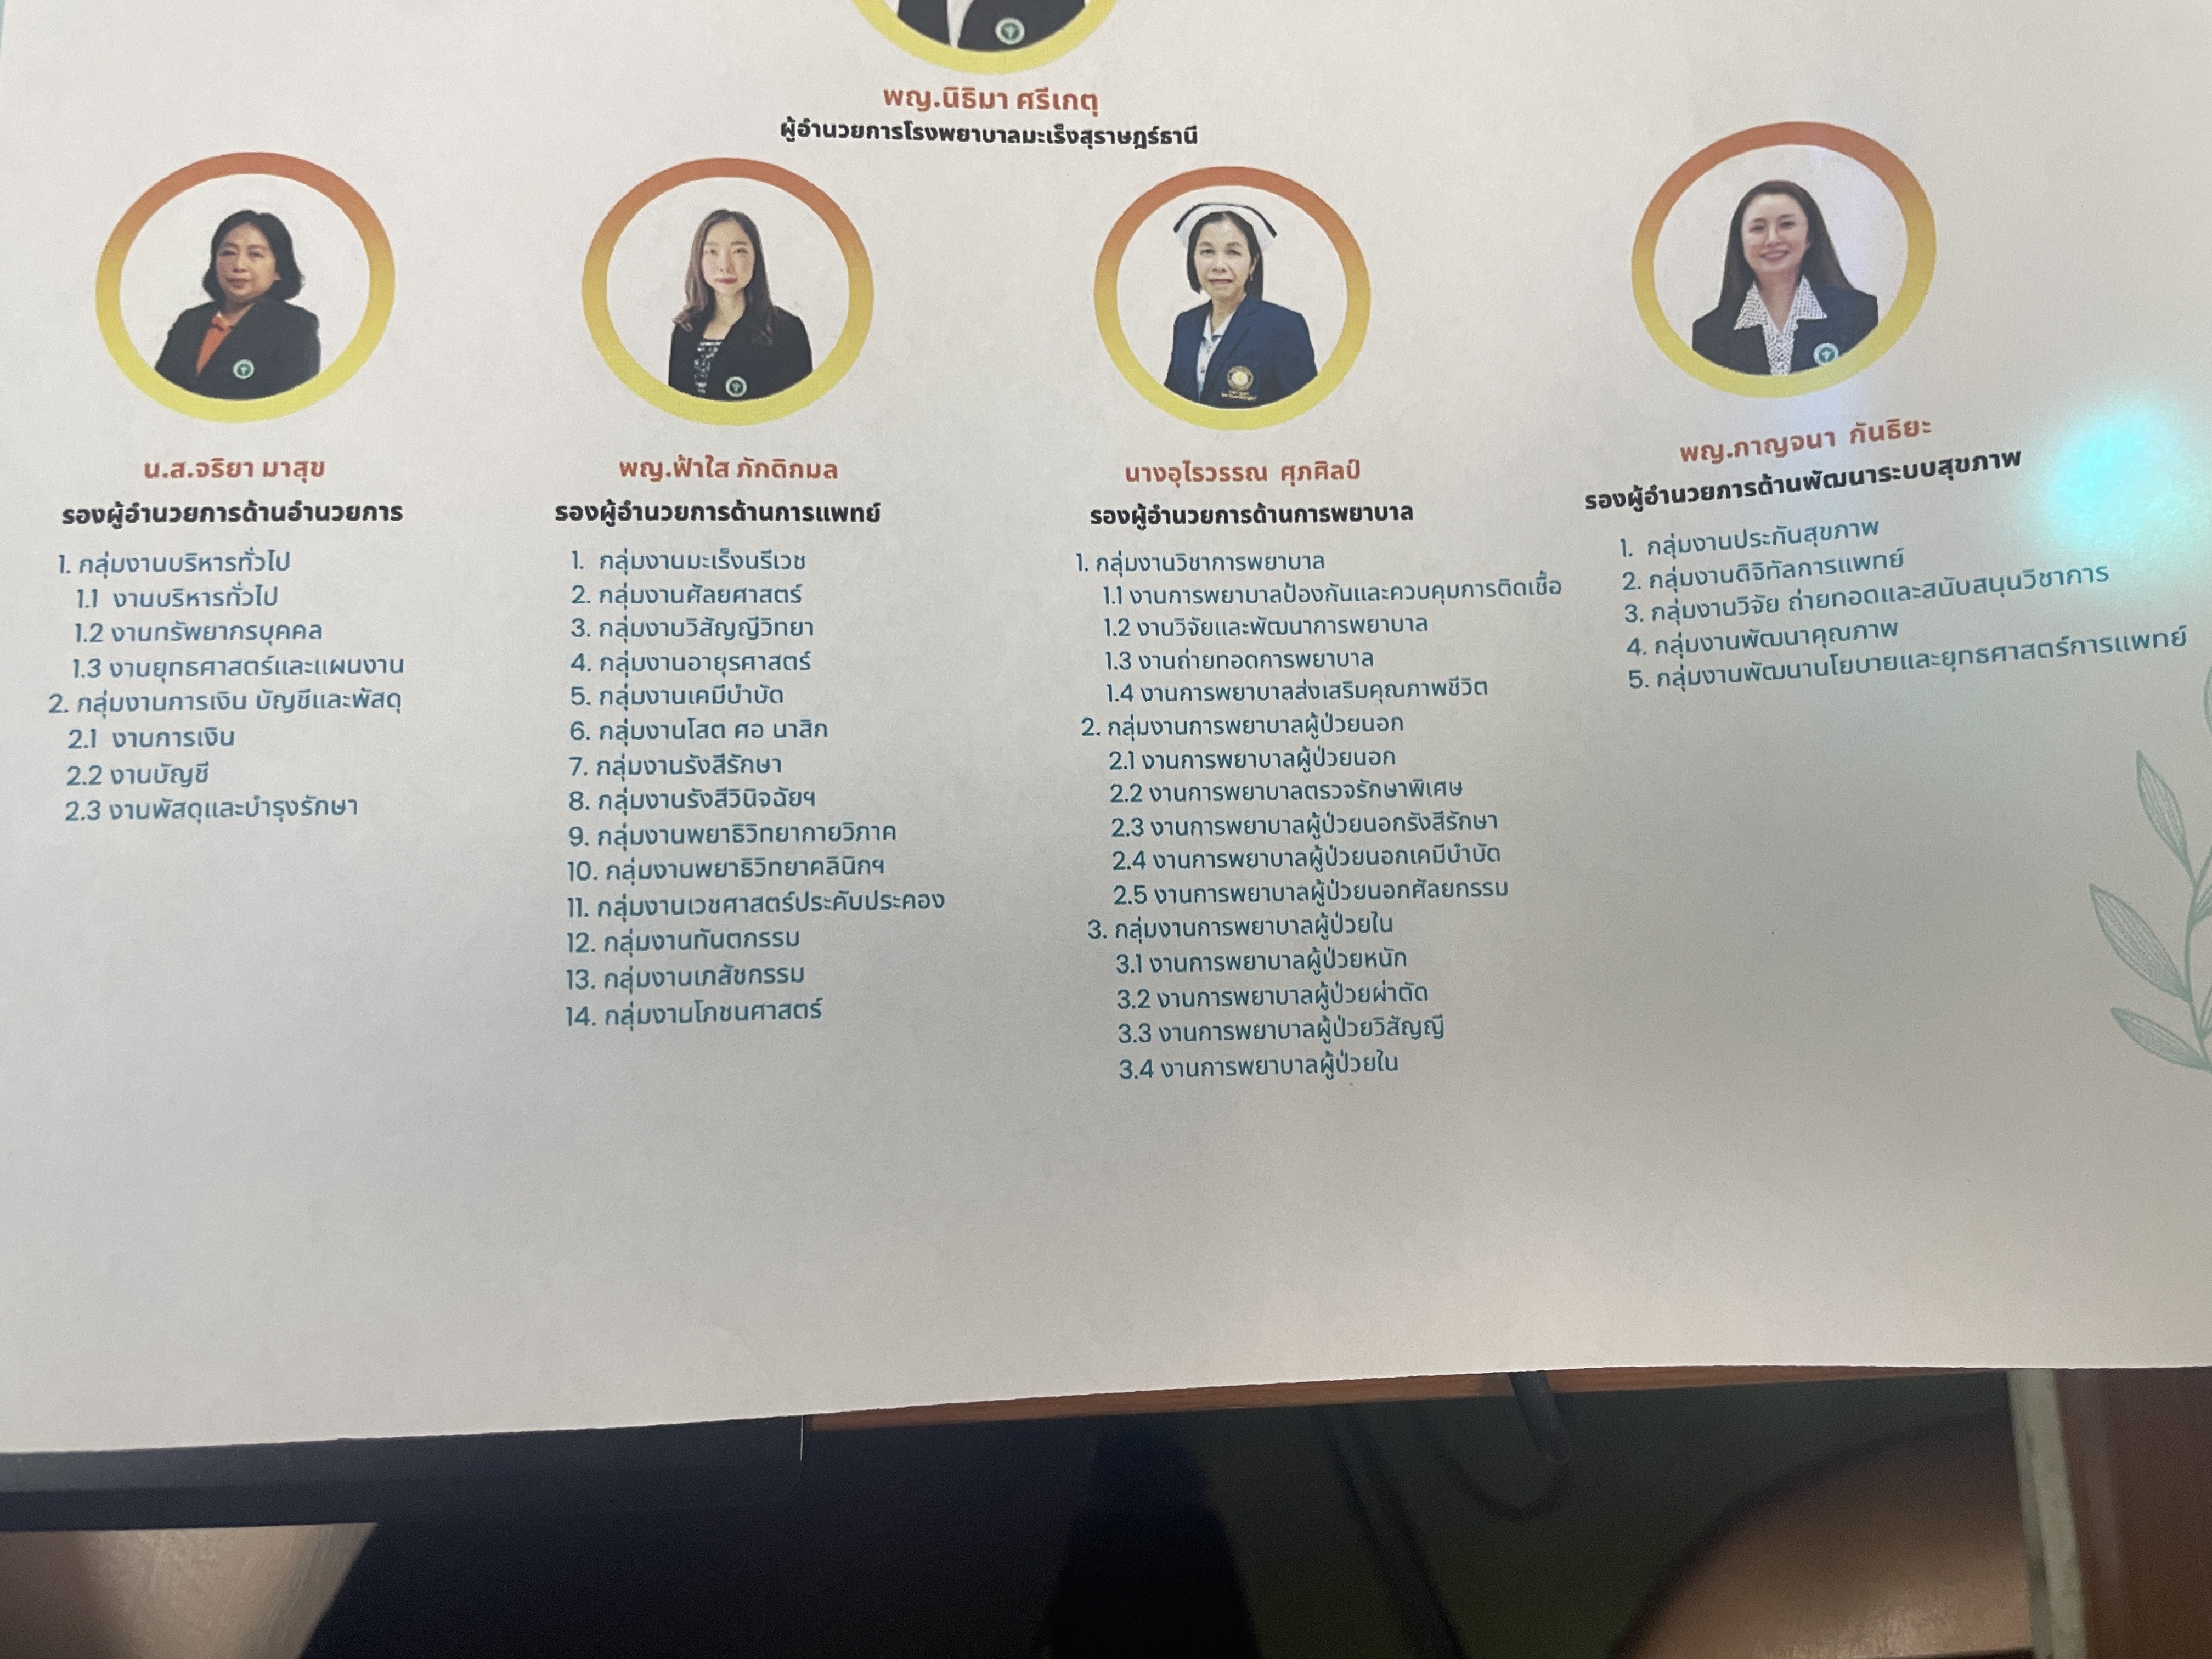 พญ.นิธิมา ศรีเกตุ
ผู้อำนวยการโรงพยาบาลมะเร็งสุราษฎร์ธานี
น.ส.จริยา มาสุข
รองผู้อำนวยการด้านอำนวยการ
1. กลุ่มงานบริหารทั่วไป
1.1 งานบริหารทั่วไป
1.2 งานทรัพยากรบุคคล
1.3 งานยุทธศาสตร์และแผนงาน
2. กลุ่มงานการเงิน บัญชีและพัสดุ
2.1 งานการเงิน
2.2 งานบัญชี
2.3 งานพัสดุและบำรุงรักษา
พญ.ฟ้าใส ภักดิกมล
รองผู้อำนวยการด้านการแพทย์
1. กลุ่มงานมะเร็งนรีเวช
2. กลุ่มงานศัลยศาสตร์
3. กลุ่มงานวิสัญญีวิทยา
4. กลุ่มงานอายุรศาสตร์
5. กลุ่มงานเคมีบำบัด
6. กลุ่มงานโสต ศอ นาสิก
7. กลุ่มงานรังสีรักษา
8. กลุ่มงานรังสีวินิจฉัยฯ
9. กลุ่มงานพยาธิวิทยากายวิภาค
10. กลุ่มงานพยาธิวิทยาคลินิกฯ
11. กลุ่มงานเวชศาสตร์ประคับประคอง
12. กลุ่มงานทันตกรรม
13. กลุ่มงานเภสัชกรรม
14. กลุ่มงานโภชนศาสตร์
นางอุไรวรรณ ศุภศิลป์
รองผู้อำนวยการด้านการพยาบาล
1. กลุ่มงานวิชาการพยาบาล
1.1 งานการพยาบาลป้องกันและควบคุมการติดเชื้อ
1.2 งานวิจัยและพัฒนาการพยาบาล
1.3 งานถ่ายทอดการพยาบาล
1.4 งานการพยาบาลส่งเสริมคุณภาพชีวิต
2. กลุ่มงานการพยาบาลผู้ป่วยนอก
2.1 งานการพยาบาลผู้ป่วยนอก
2.2 งานการพยาบาลตรวจรักษาพิเศษ
2.3 งานการพยาบาลผู้ป่วยนอกรังสีรักษา
2.4 งานการพยาบาลผู้ป่วยนอกเคมีบำบัด
2.5 งานการพยาบาลผู้ป่วยนอกศัลยกรรม
3. กลุ่มงานการพยาบาลผู้ป่วยใน
3.1 งานการพยาบาลผู้ป่วยหนัก
3.2 งานการพยาบาลผู้ป่วยผ่าตัด
3.3 งานการพยาบาลผู้ป่วยวิสัญญี
3.4 งานการพยาบาลผู้ป่วยใน
พญ.กาญจนา กันธิยะ
รองผู้อำนวยการด้านพัฒนาระบบสุขภาพ
1. กลุ่มงานประกันสุขภาพ
2. กลุ่มงานดิจิทัลการแพทย์
3. กลุ่มงานวิจัย ถ่ายทอดและสนับสนุนวิชาการ
4. กลุ่มงานพัฒนาคุณภาพ
5. กลุ่มงานพัฒนานโยบายและยุทธศาสตร์การแพทย์